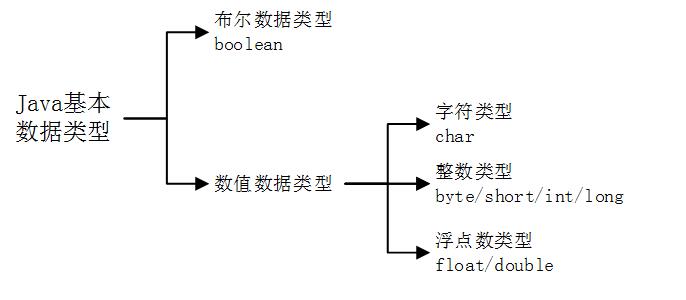 Java基本
数据类型
布尔数据类型
boolean
数值数据类型
字符类型
char
整数类型
byte/short/int/long
浮点数类型
float/double